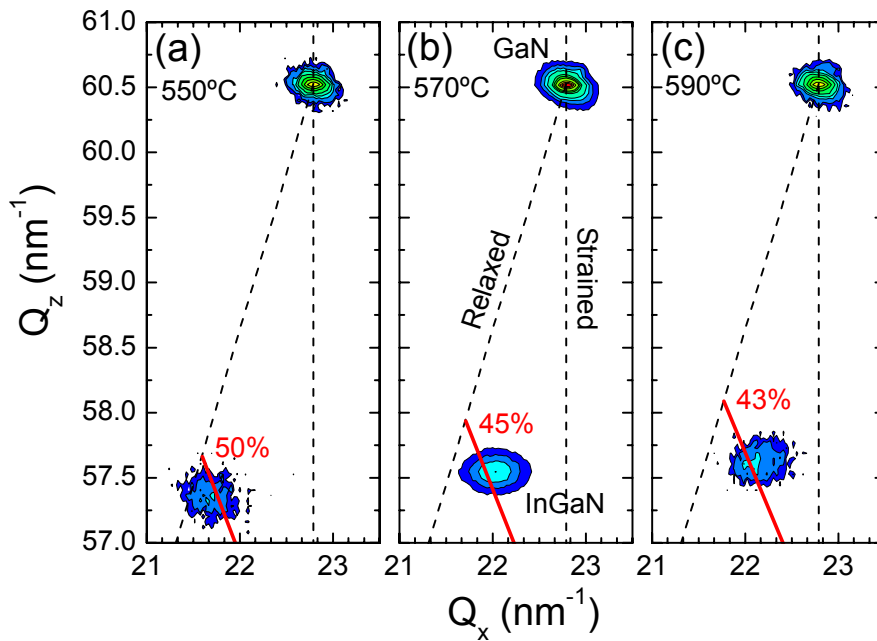 (a)
550ºC
50%
(b)
GaN
570ºC
Relaxed
Strained
45%
InGaN
(c)
590ºC
43%
61.0
60.5
60.0
59.5
59.0
58.5
58.0
57.5
57.0
Q_z (nm⁻¹)
21 22 23 21 22 23 21 22 23
Q_x (nm⁻¹)